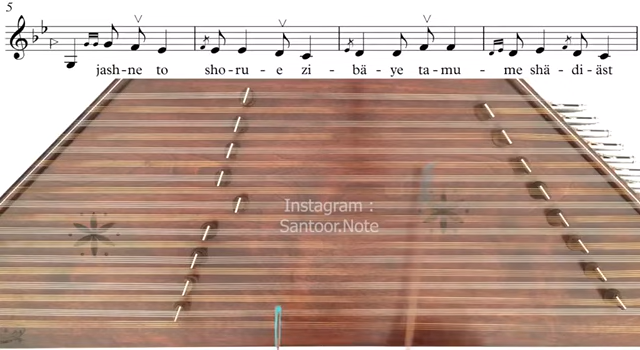 5
jash-ne to sho-ru-e zi-bä-ye ta-mu-me shä-di-äst
Instagram :
Santoor.Note